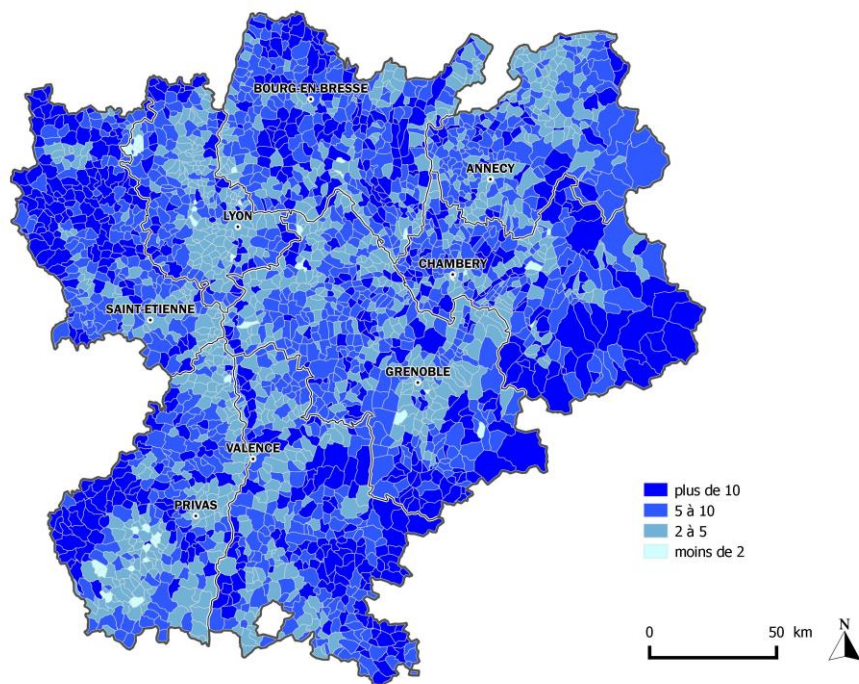 BOURG-EN-BRESSE
ANNECY
LYON
CHAMBERY
SAINT-ETIENNE
GRENOBLE
VALENCE
PRIVAS
plus de 10
5 à 10
2 à 5
moins de 2
0 50 km
N